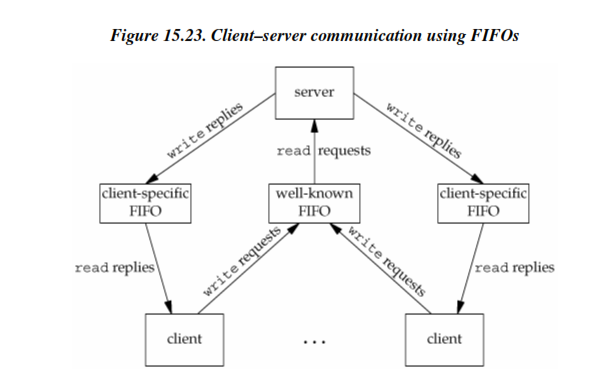 Figure 15.23. Client–server communication using FIFOs
server
write replies
write replies
read requests
client-specific
FIFO
well-known
FIFO
client-specific
FIFO
read replies
write requests
write requests
read replies
client
...
client